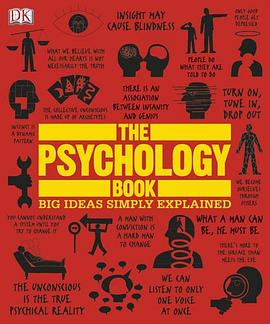 DK
INSIGHT MAY
CAUSE BLINDNESS
ONLY GOOD
PEOPLE GET
DEPRESSED
WHAT WE BELIEVE WITH
ALL OUR HEARTS IS NOT
NECESSARILY THE TRUTH
PEOPLE DO
WHAT THEY ARE
TOLD TO DO
THERE IS AN
ASSOCIATION
BETWEEN INSANITY
AND GENIUS
TURN ON,
TUNE IN,
DROP OUT
THE COLLECTIVE UNCONSCIOUS
IS MADE UP OF ARCHETYPES
INSTINCT IS
A DYNAMIC
PATTERN
THE
PSYCHOLOGY
BOOK
BIG IDEAS SIMPLY EXPLAINED
WE BECOME
OURSELVES
THROUGH
OTHERS
YOU CANNOT UNDERSTAND
A SYSTEM UNTIL YOU
TRY TO CHANGE IT
A MAN WITH
CONVICTION IS
A HARD MAN
TO CHANGE
WHAT A MAN CAN
BE, HE MUST BE
THERE'S MORE TO
THE SURFACE THAN
MEETS THE EYE
THE UNCONSCIOUS
IS THE TRUE
PSYCHICAL REALITY
WE CAN
LISTEN TO ONLY
ONE VOICE
AT ONCE